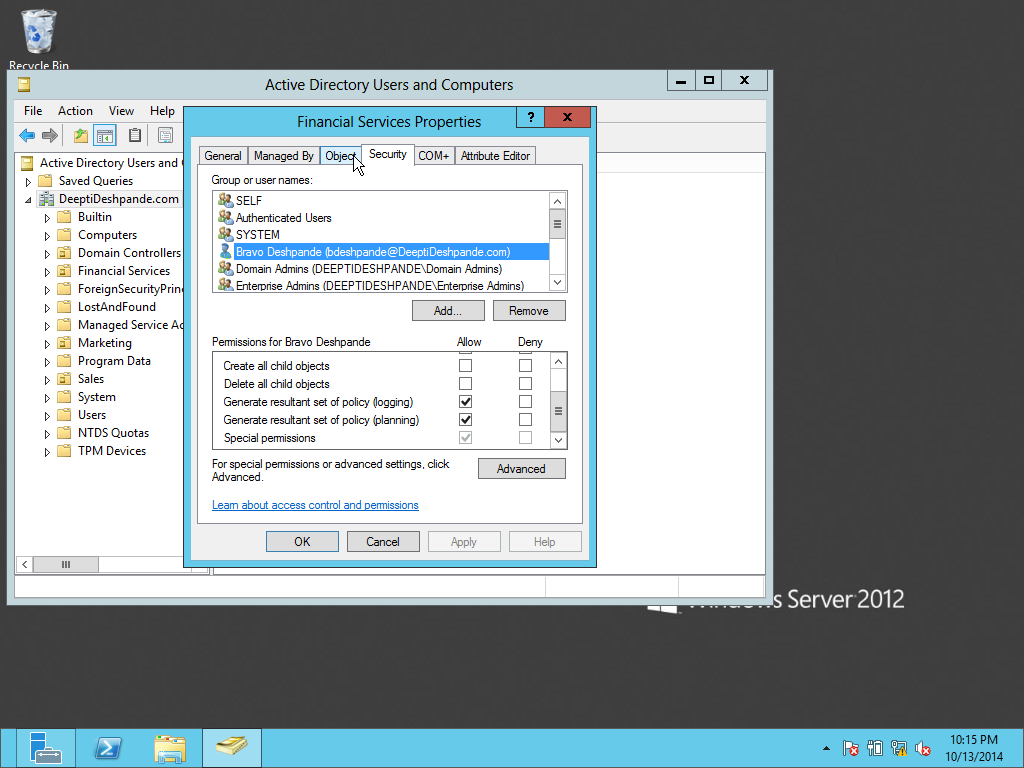 Recycle Bin
Active Directory Users and Computers
File Action View Help
Financial Services Properties
?
General Managed By Object Security COM+ Attribute Editor
Active Directory Users and
Saved Queries
DeeptiDeshpande.com
Builtin
Computers
Domain Controllers
Financial Services
ForeignSecurityPrin
LostAndFound
Managed Service Ac
Marketing
Program Data
Sales
System
Users
NTDS Quotas
TPM Devices
Group or user names:
SELF
Authenticated Users
SYSTEM
Bravo Deshpande (bdeshpande@DeeptiDeshpande.com)
Domain Admins (DEEPTIDESHPANDE\Domain Admins)
Enterprise Admins (DEEPTIDESHPANDE\Enterprise Admins)
Add... Remove
Permissions for Bravo Deshpande Allow Deny
Create all child objects
Delete all child objects
Generate resultant set of policy (logging)
Generate resultant set of policy (planning)
Special permissions
For special permissions or advanced settings, click
Advanced.
Advanced
Learn about access control and permissions
OK Cancel Apply Help
Server 2012
10:15 PM
10/13/2014